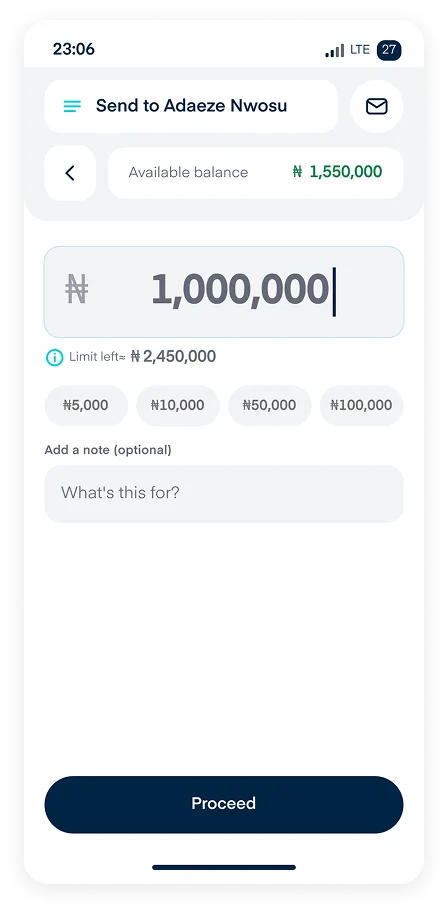 23:06 LTE 27
Send to Adaeze Nwosu
Available balance ₦ 1,550,000
₦ 1,000,000
Limit left≈ ₦ 2,450,000
₦5,000 ₦10,000 ₦50,000 ₦100,000
Add a note (optional)
What's this for?
Proceed